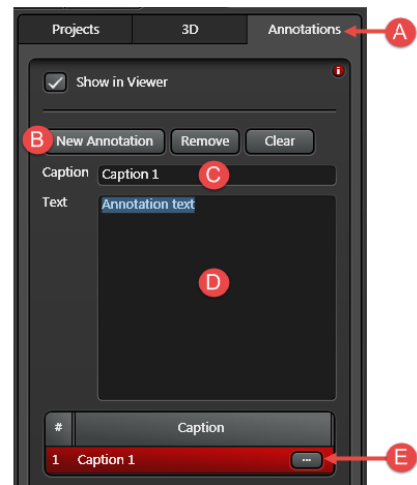 Projects 3D Annotations A
Show in Viewer i
B New Annotation Remove Clear
Caption Caption 1 C
Text Annotation text
D
# Caption
1 Caption 1 ... E